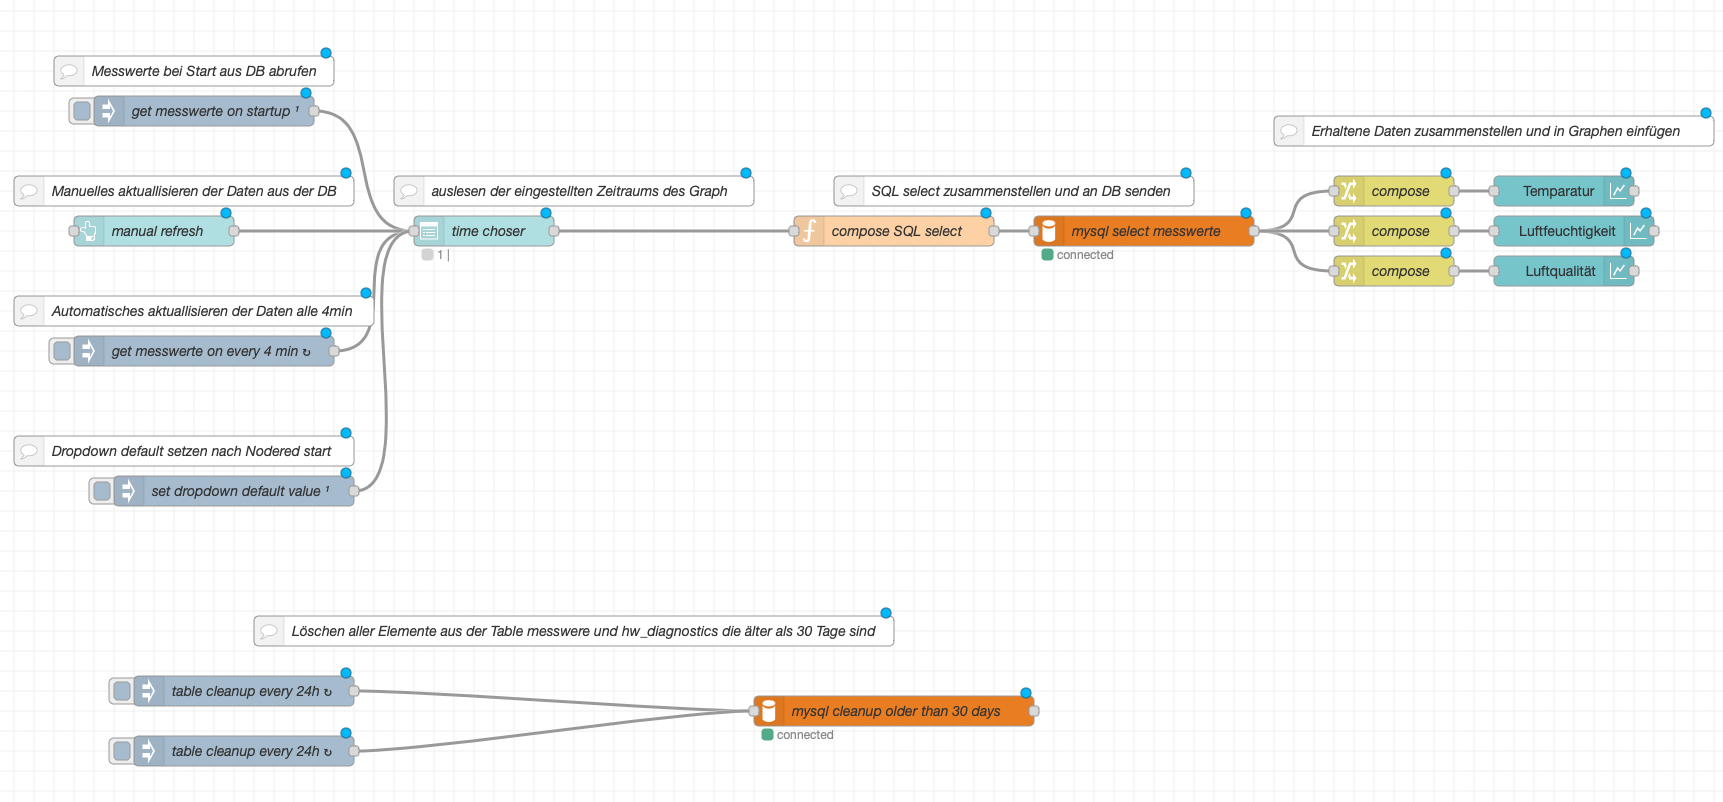 Messwerte bei Start aus DB abrufen
get messwerte on startup ¹
Erhaltene Daten zusammenstellen und in Graphen einfügen
Manuelles aktuallisieren der Daten aus der DB
auslesen der eingestellten Zeitraums des Graph
SQL select zusammenstellen und an DB senden
compose
Temparatur
manual refresh
time choser
1 |
compose SQL select
mysql select messwerte
connected
compose
Luftfeuchtigkeit
compose
Luftqualität
Automatisches aktuallisieren der Daten alle 4min
get messwerte on every 4 min ↻
Dropdown default setzen nach Nodered start
set dropdown default value ¹
Löschen aller Elemente aus der Table messwere und hw_diagnostics die älter als 30 Tage sind
table cleanup every 24h ↻
mysql cleanup older than 30 days
connected
table cleanup every 24h ↻